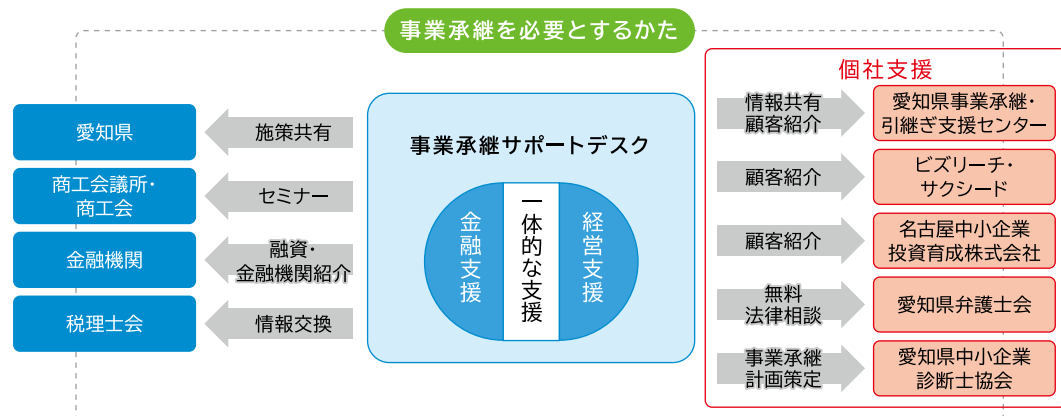 事業承継を必要とするかた
愛知県
商工会議所・
商工会
金融機関
税理士会
施策共有
セミナー
融資・
金融機関紹介
情報交換
事業承継サポートデスク
金融支援
一体的な支援
経営支援
個社支援
情報共有
顧客紹介
愛知県事業承継・
引継ぎ支援センター
顧客紹介
ビズリーチ・
サクシード
顧客紹介
名古屋中小企業
投資育成株式会社
無料
法律相談
愛知県弁護士会
事業承継
計画策定
愛知県中小企業
診断士協会